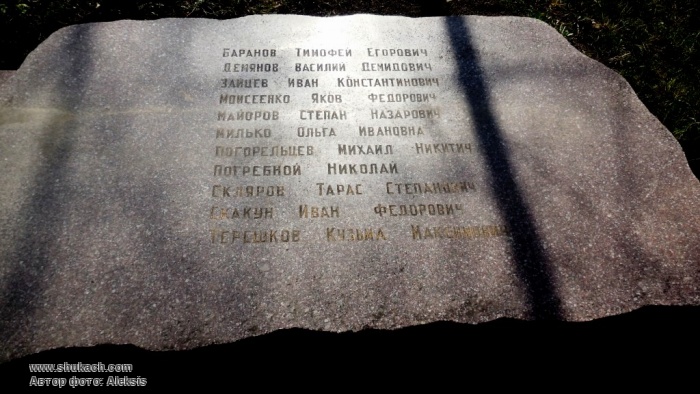 Баранов Тимофей Егорович
Демянов Василий Демидович
Зайцев Иван Константинович
Моисеенко Яков Федорович
Майоров Степан Назарович
Милько Ольга Ивановна
Погорельцев Михаил Никитич
Погребной Николай
Скляров Тарас Степанович
Скакун Иван Федорович
Терешков Кузьма Максимович
www.shukach.com
Автор фото: Aleksis